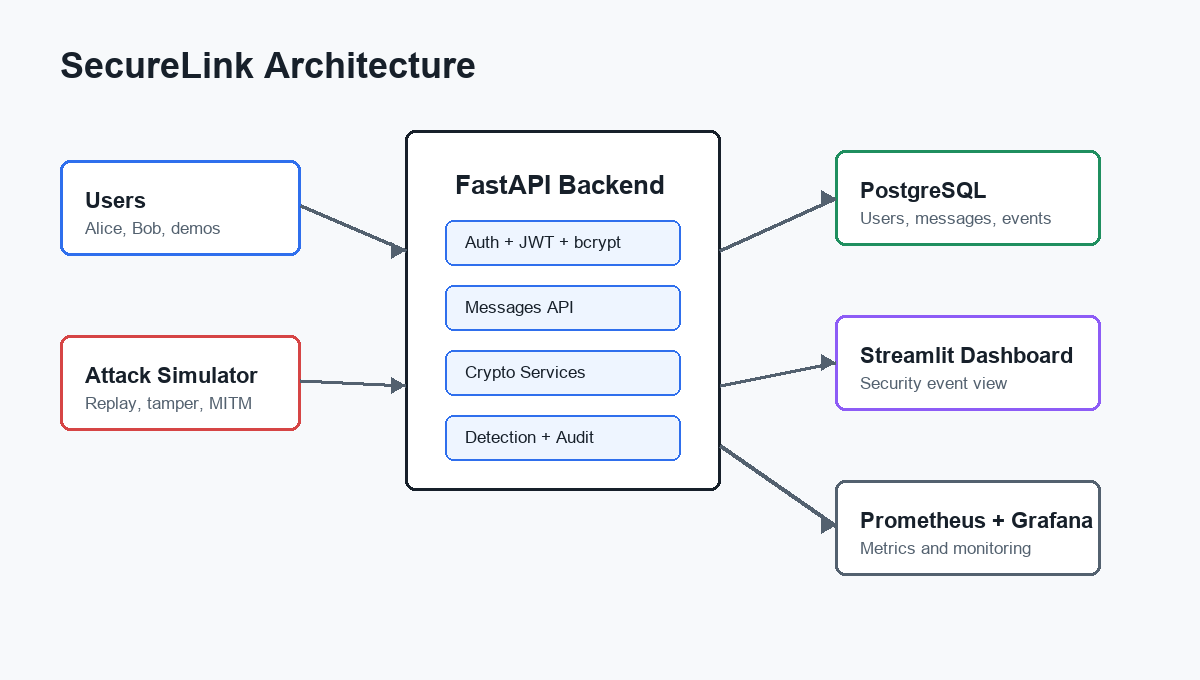 SecureLink Architecture
Users
Alice, Bob, demos
Attack Simulator
Replay, tamper, MITM
FastAPI Backend
Auth + JWT + bcrypt
Messages API
Crypto Services
Detection + Audit
PostgreSQL
Users, messages, events
Streamlit Dashboard
Security event view
Prometheus + Grafana
Metrics and monitoring